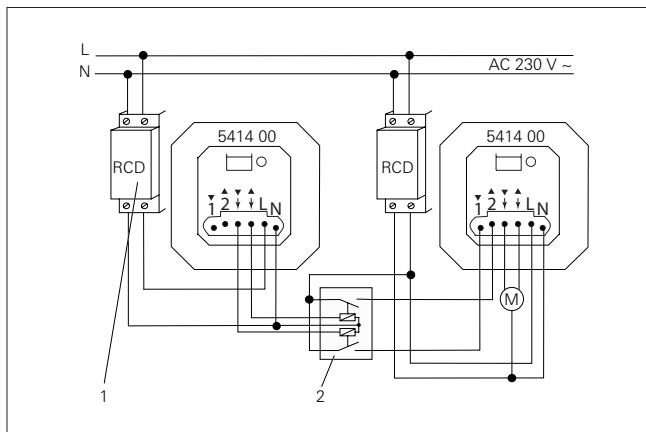 L
N
AC 230 V ~
RCD
5414 00
▼ ▲ ▼ ▲
1 2 L N
RCD
5414 00
▼ ▲ ▼ ▲
1 2 L N
M
1
2